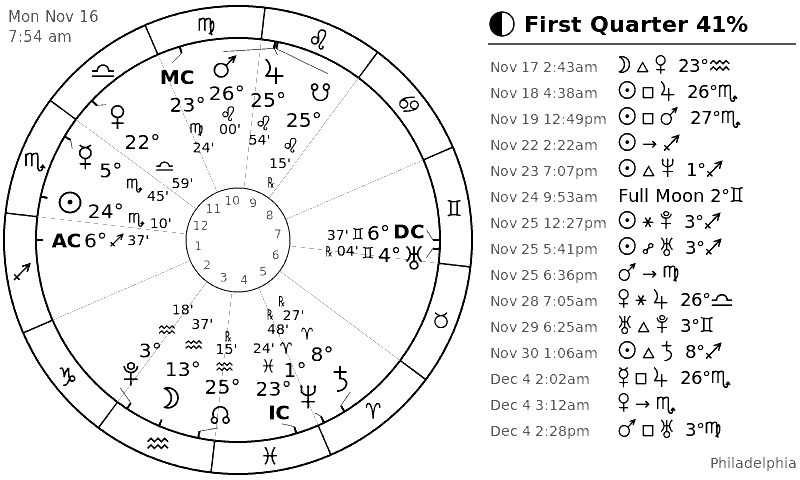 Mon Nov 16
7:54 am
First Quarter 41%
Nov 17 2:43am ☽ △ ♀ 23°♒
Nov 18 4:38am ☉ □ ♃ 26°♏
Nov 19 12:49pm ☉ □ ♂ 27°♏
Nov 22 2:22am ☉ → ♐
Nov 23 7:07pm ☉ △ ♆ 1°♐
Nov 24 9:53am Full Moon 2°♊
Nov 25 12:27pm ☉ ⚹ ⯓ 3°♐
Nov 25 5:41pm ☉ ☍ ♅ 3°♐
Nov 25 6:36pm ♂ → ♍
Nov 28 7:05am ♀ ⚹ ♃ 26°♎
Nov 29 6:25am ♅ △ ⯓ 3°♊
Nov 30 1:06am ☉ △ ♄ 8°♐
Dec 4 2:02am ☿ □ ♃ 26°♏
Dec 4 3:12am ♀ → ♏
Dec 4 2:28pm ♂ □ ♅ 3°♍
Philadelphia
♍
♌
♋
♊
♉
♈
♓
♒
♑
♐
♏
♎
MC 23° ♍ 24'
♂ 26° ♌ 00'
♃ 25° ♌ 54'
☋ 25° ♌ 15' ℞
♀ 22° ♎ 59'
☿ 5° ♏ 45'
☉ 24° ♏ 10'
AC 6° ♐ 37'
37' ♊ 6° DC
℞ 04' ♊ 4° ♅
⯓ 3° ♒ 18'
☽ 13° ♒ 37'
☊ 25° ♒ 15' ℞
IC 23° ♓ 24'
♆ 1° ♈ 48' ℞
♄ 8° ♈ 27' ℞
1
2
3
4
5
6
7
8
9
10
11
12